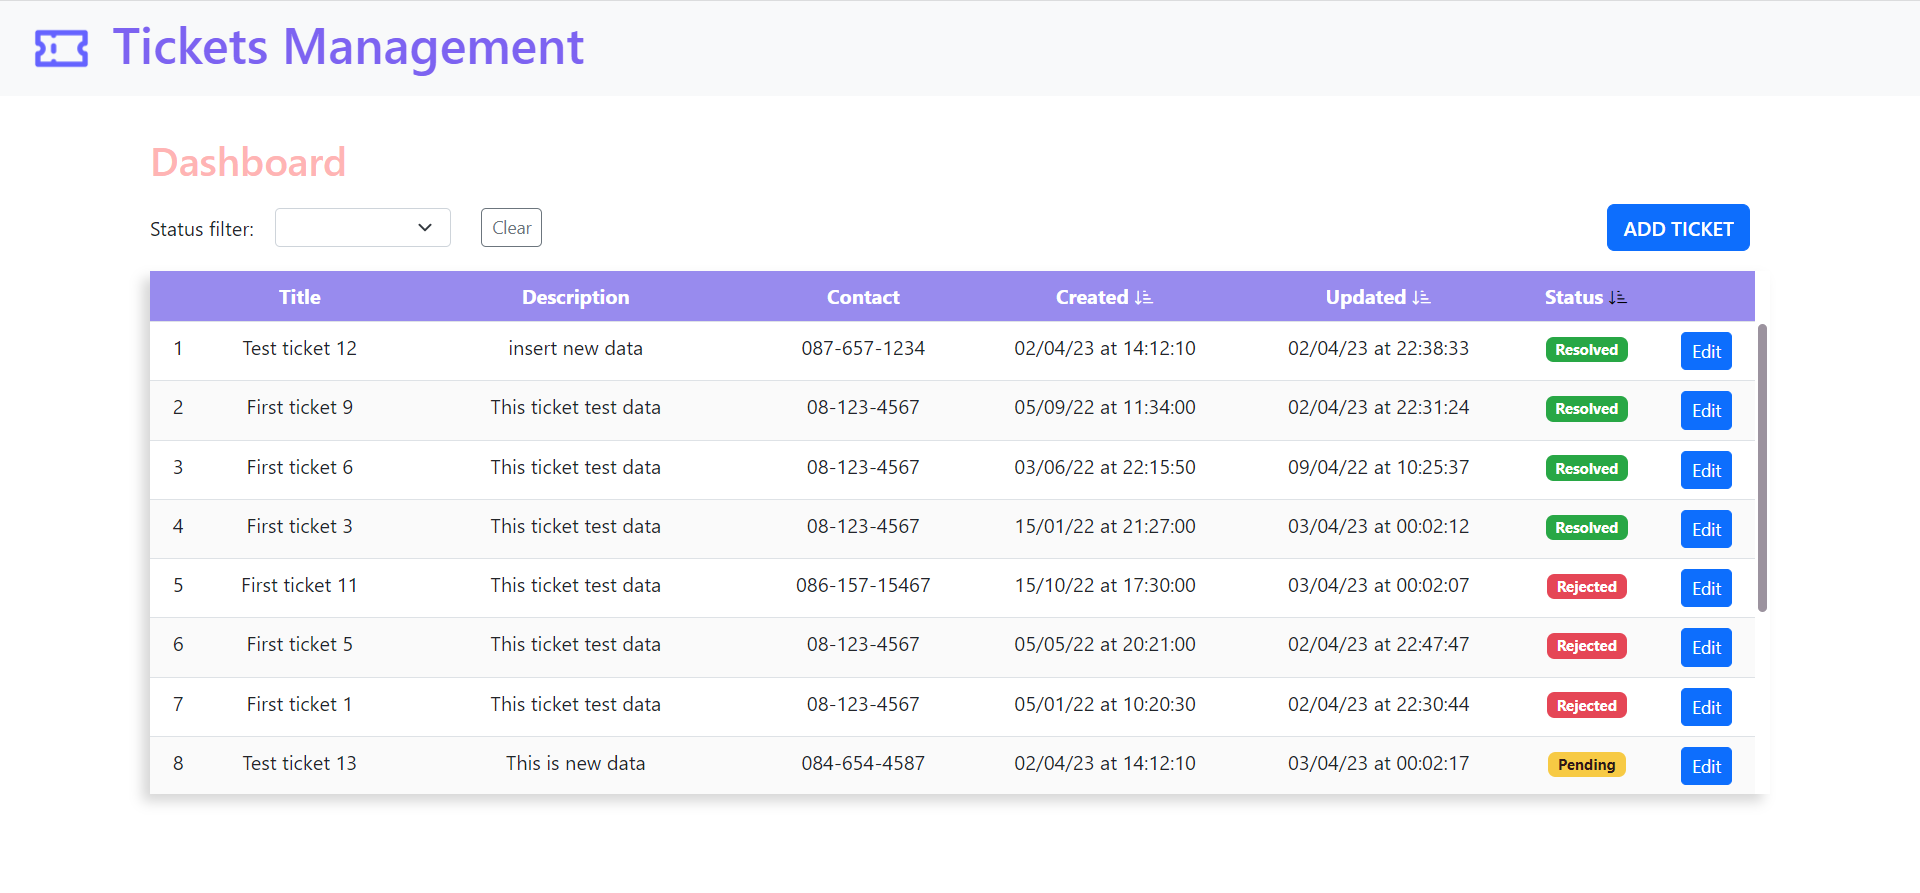 Tickets Management
Dashboard
Status filter: Clear ADD TICKET
Title Description Contact Created Updated Status
1 Test ticket 12 insert new data 087-657-1234 02/04/23 at 14:12:10 02/04/23 at 22:38:33 Resolved Edit
2 First ticket 9 This ticket test data 08-123-4567 05/09/22 at 11:34:00 02/04/23 at 22:31:24 Resolved Edit
3 First ticket 6 This ticket test data 08-123-4567 03/06/22 at 22:15:50 09/04/22 at 10:25:37 Resolved Edit
4 First ticket 3 This ticket test data 08-123-4567 15/01/22 at 21:27:00 03/04/23 at 00:02:12 Resolved Edit
5 First ticket 11 This ticket test data 086-157-15467 15/10/22 at 17:30:00 03/04/23 at 00:02:07 Rejected Edit
6 First ticket 5 This ticket test data 08-123-4567 05/05/22 at 20:21:00 02/04/23 at 22:47:47 Rejected Edit
7 First ticket 1 This ticket test data 08-123-4567 05/01/22 at 10:20:30 02/04/23 at 22:30:44 Rejected Edit
8 Test ticket 13 This is new data 084-654-4587 02/04/23 at 14:12:10 03/04/23 at 00:02:17 Pending Edit